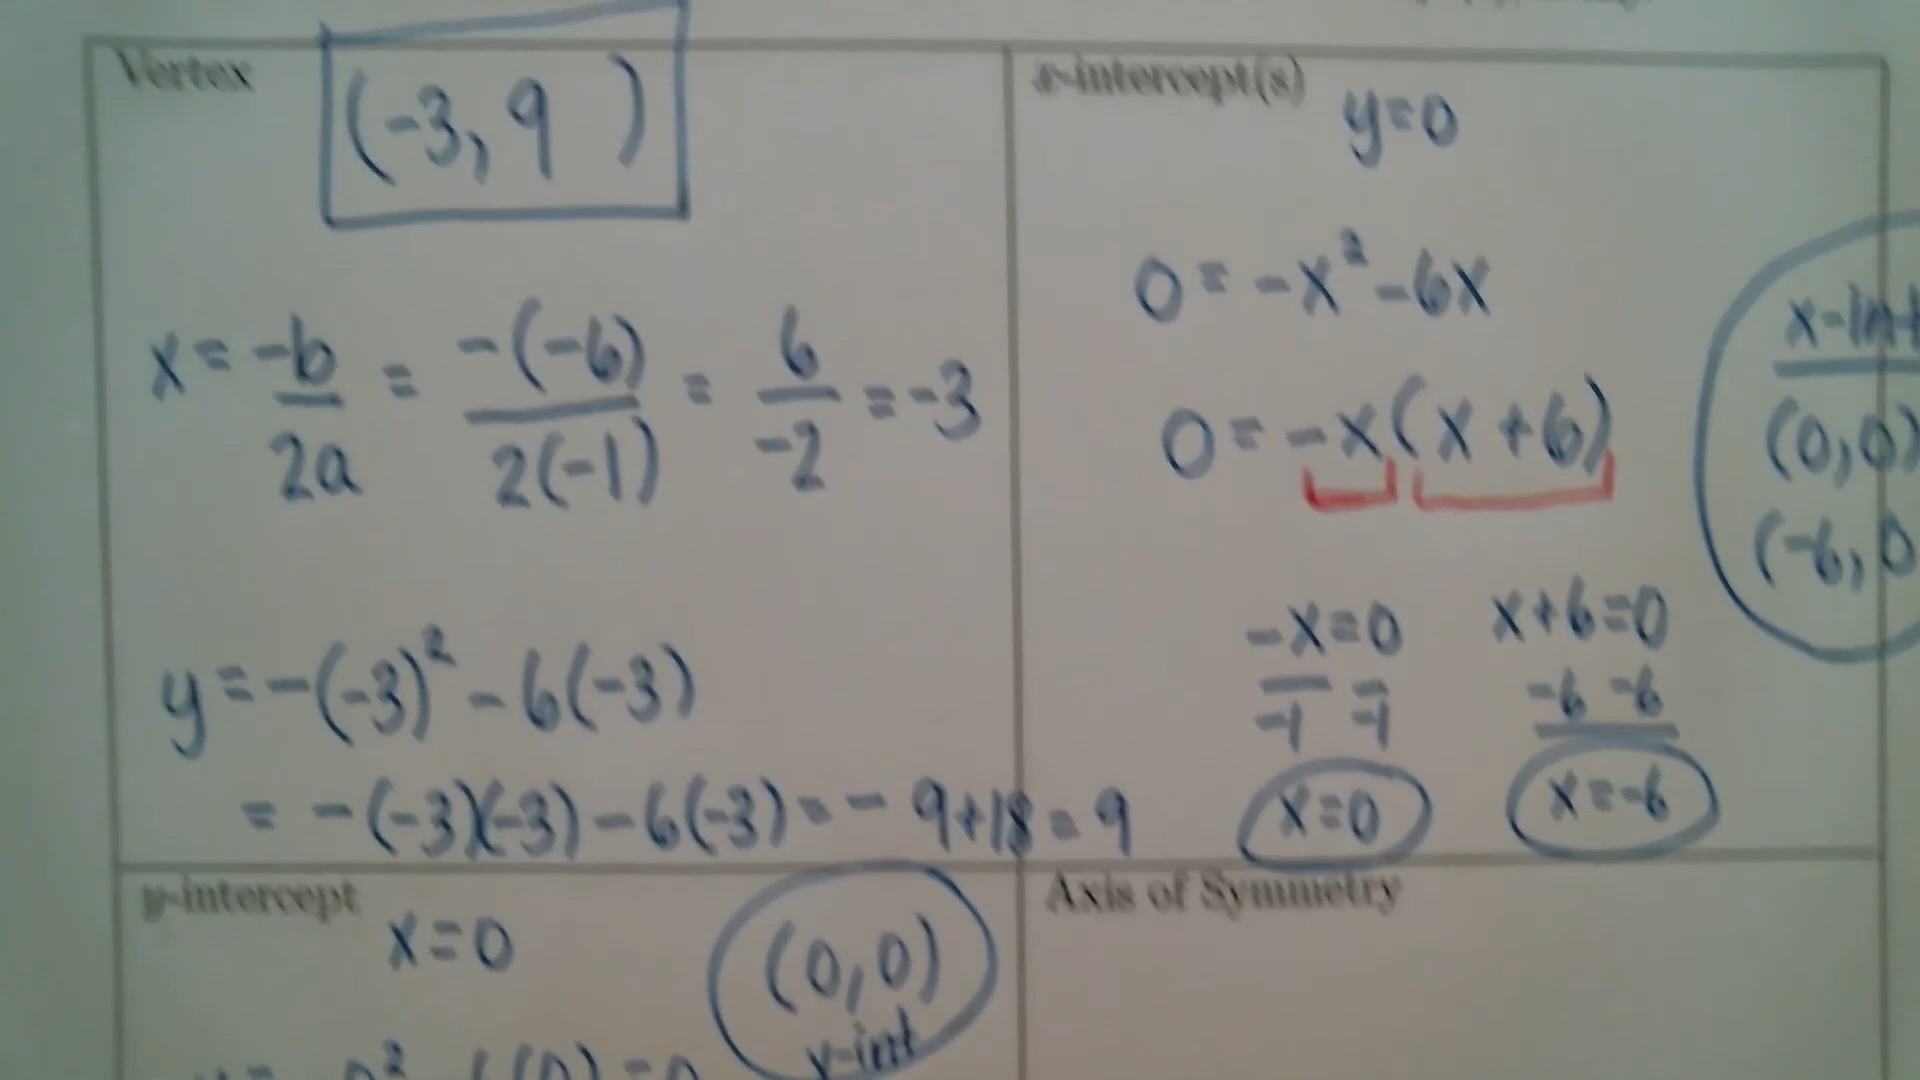 Vertex
(-3, 9 )
x = -b/2a = -(-6)/2(-1) = 6/-2 = -3
y = -(-3)² - 6(-3)
= -(-3)(-3) - 6(-3) = - 9+18 = 9
x-intercept(s)
y=0
0 = -x² - 6x
0 = -x(x + 6)
-x=0 x+6=0
-1 -1 -6 -6
x=0 x=-6
x-int
(0,0)
(-6,0
y-intercept
x=0
(0,0)
y-int
Axis of Symmetry